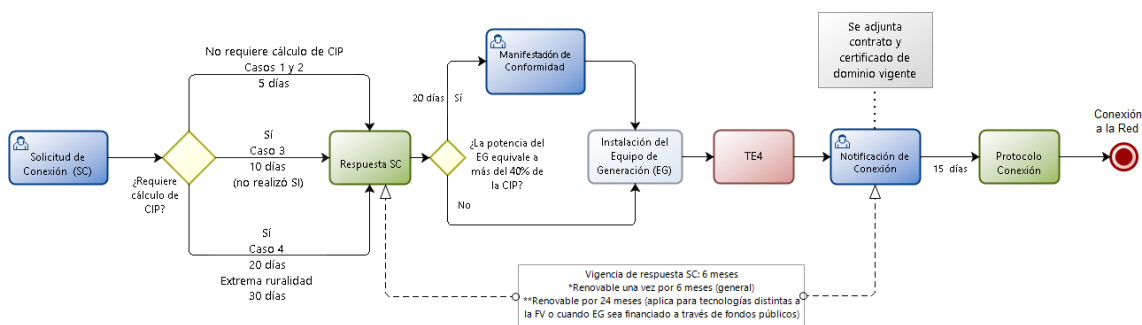 Solicitud de
Conexión (SC)
¿Requiere
cálculo de
CIP?
No requiere cálculo de CIP
Casos 1 y 2
5 días
Sí
Caso 3
10 días
(no realizó SI)
Sí
Caso 4
20 días
Extrema ruralidad
30 días
Respuesta SC
20 días
Sí
¿La potencia del
EG equivale a
más del 40% de
la CIP?
No
Manifestación de
Conformidad
Instalación del
Equipo de
Generación (EG)
TE4
Se adjunta
contrato y
certificado de
dominio vigente
Notificación de
Conexión
15 días
Protocolo
Conexión
Conexión
a la Red
Vigencia de respuesta SC: 6 meses
*Renovable una vez por 6 meses (general)
**Renovable por 24 meses (aplica para tecnologías distintas a
la FV o cuando EG sea financiado a través de fondos públicos)